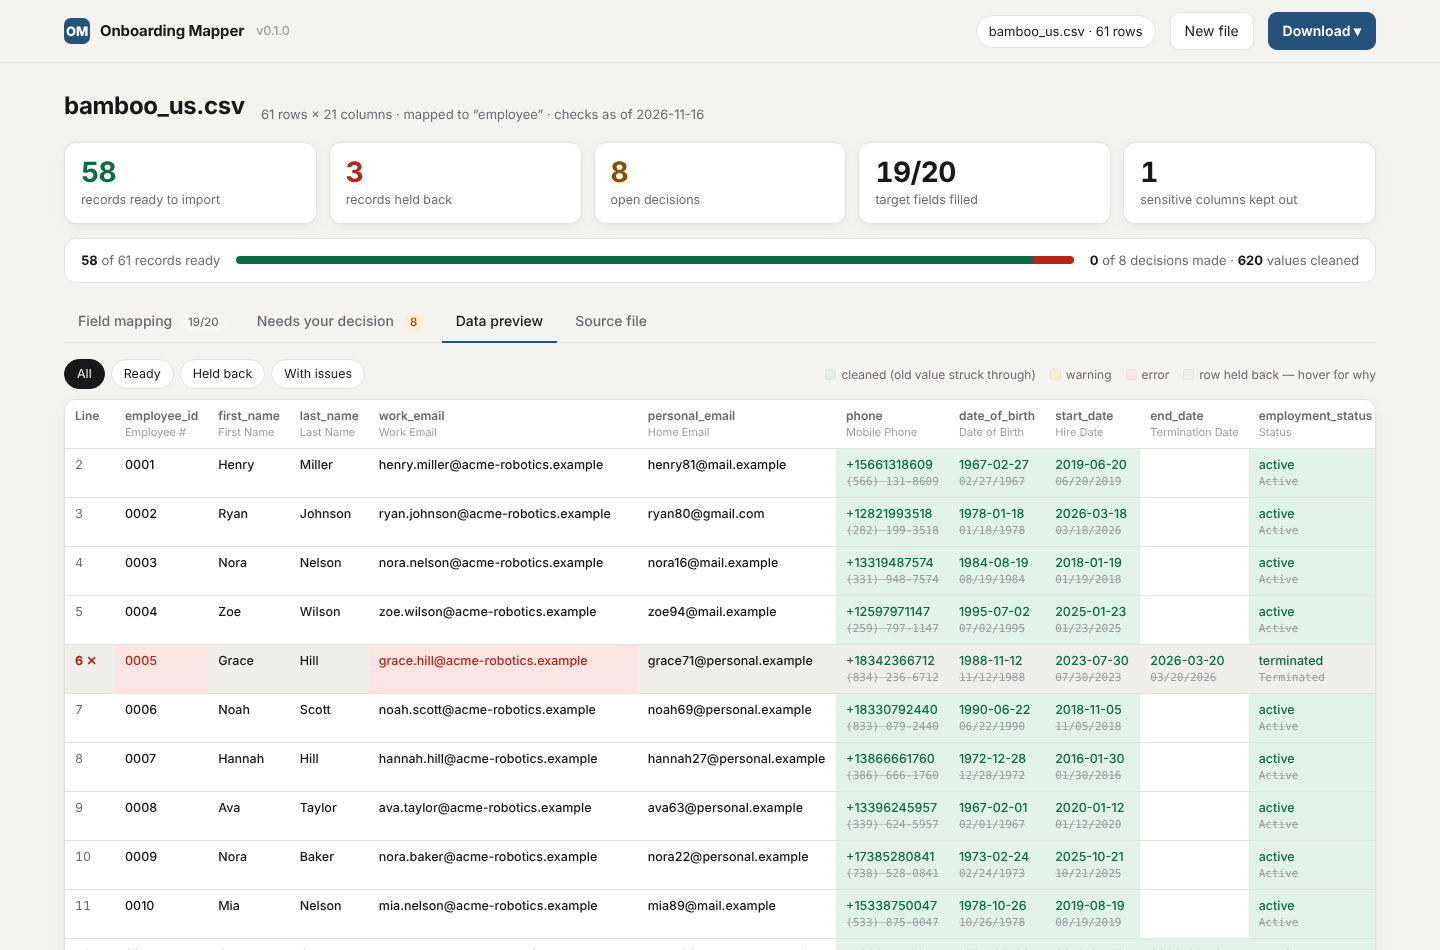 OM Onboarding Mapper v0.1.0 bamboo_us.csv · 61 rows New file Download ▾
bamboo_us.csv 61 rows × 21 columns · mapped to “employee” · checks as of 2026-11-16
58 3 8 19/20 1
records ready to import records held back open decisions target fields filled sensitive columns kept out
58 of 61 records ready 0 of 8 decisions made · 620 values cleaned
Field mapping 19/20 Needs your decision 8 Data preview Source file
All Ready Held back With issues cleaned (old value struck through) warning error row held back — hover for why
Line employee_id first_name last_name work_email personal_email phone date_of_birth start_date end_date employment_status
Employee # First Name Last Name Work Email Home Email Mobile Phone Date of Birth Hire Date Termination Date Status
2 0001 Henry Miller henry.miller@acme-robotics.example henry81@mail.example +15661318609 1967-02-27 2019-06-20 active
(566) 131-8609 02/27/1967 06/20/2019 Active
3 0002 Ryan Johnson ryan.johnson@acme-robotics.example ryan80@gmail.com +12821993518 1978-01-18 2026-03-18 active
(282) 199-3518 01/18/1978 03/18/2026 Active
4 0003 Nora Nelson nora.nelson@acme-robotics.example nora16@mail.example +13319487574 1984-08-19 2018-01-19 active
(331) 948-7574 08/19/1984 01/19/2018 Active
5 0004 Zoe Wilson zoe.wilson@acme-robotics.example zoe94@mail.example +12597971147 1995-07-02 2025-01-23 active
(259) 797-1147 07/02/1995 01/23/2025 Active
6 ✕ 0005 Grace Hill grace.hill@acme-robotics.example grace71@personal.example +18342366712 1988-11-12 2023-07-30 2026-03-20 terminated
(834) 236-6712 11/12/1988 07/30/2023 03/20/2026 Terminated
7 0006 Noah Scott noah.scott@acme-robotics.example noah69@personal.example +18330792440 1990-06-22 2018-11-05 active
(833) 079-2440 06/22/1990 11/05/2018 Active
8 0007 Hannah Hill hannah.hill@acme-robotics.example hannah27@personal.example +13866661760 1972-12-28 2016-01-30 active
(386) 666-1760 12/28/1972 01/30/2016 Active
9 0008 Ava Taylor ava.taylor@acme-robotics.example ava63@personal.example +13396245957 1967-02-01 2020-01-12 active
(339) 624-5957 02/01/1967 01/12/2020 Active
10 0009 Nora Baker nora.baker@acme-robotics.example nora22@personal.example +17385280841 1973-02-24 2025-10-21 active
(738) 528-0841 02/24/1973 10/21/2025 Active
11 0010 Mia Nelson mia.nelson@acme-robotics.example mia89@mail.example +15338750047 1978-10-26 2019-08-19 active
(533) 875-0047 10/26/1978 08/19/2019 Active